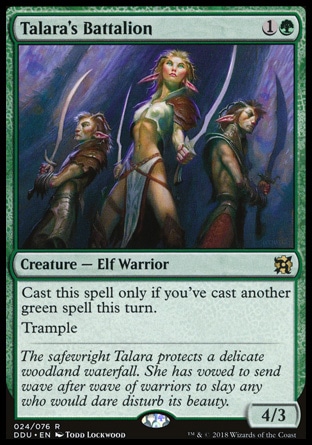 Talara's Battalion 1
Creature — Elf Warrior
Cast this spell only if you've cast another
green spell this turn.
Trample
The safewright Talara protects a delicate
woodland waterfall. She has vowed to send
wave after wave of warriors to slay any
who would dare disturb its beauty.
4/3
024/076 R
DDU • EN Todd Lockwood
™ & © 2018 Wizards of the Coast